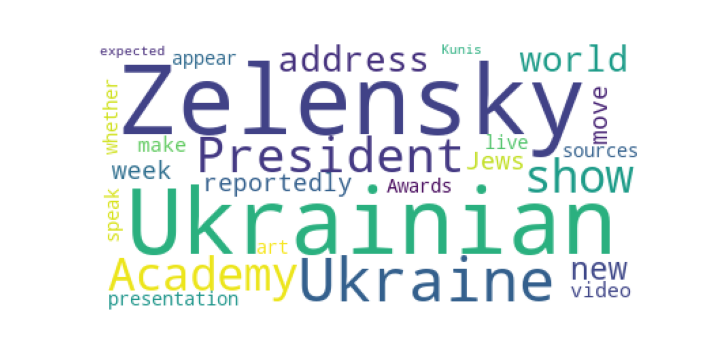 expected
appear
address
Kunis
world
Zelensky
whether
move
make
President
live
Jews
sources
week
reportedly
Awards
show
speak
Ukrainian
art
Academy
Ukraine
new
presentation
video